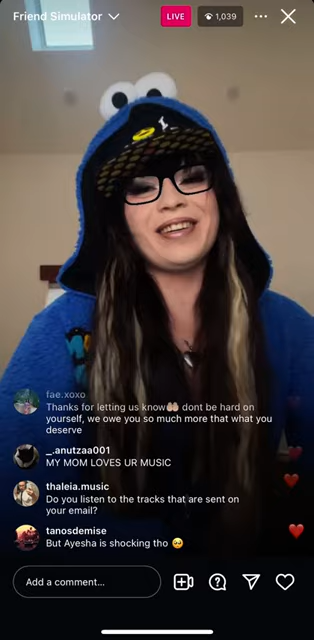 Friend Simulator
LIVE
1,039
fae.xoxo
Thanks for letting us know🤲🏻 dont be hard on
yourself, we owe you so much more that what you
deserve
_.anutzaa001
MY MOM LOVES UR MUSIC
thaleia.music
Do you listen to the tracks that are sent on
your email?
tanosdemise
But Ayesha is shocking tho 🥺
Add a comment...